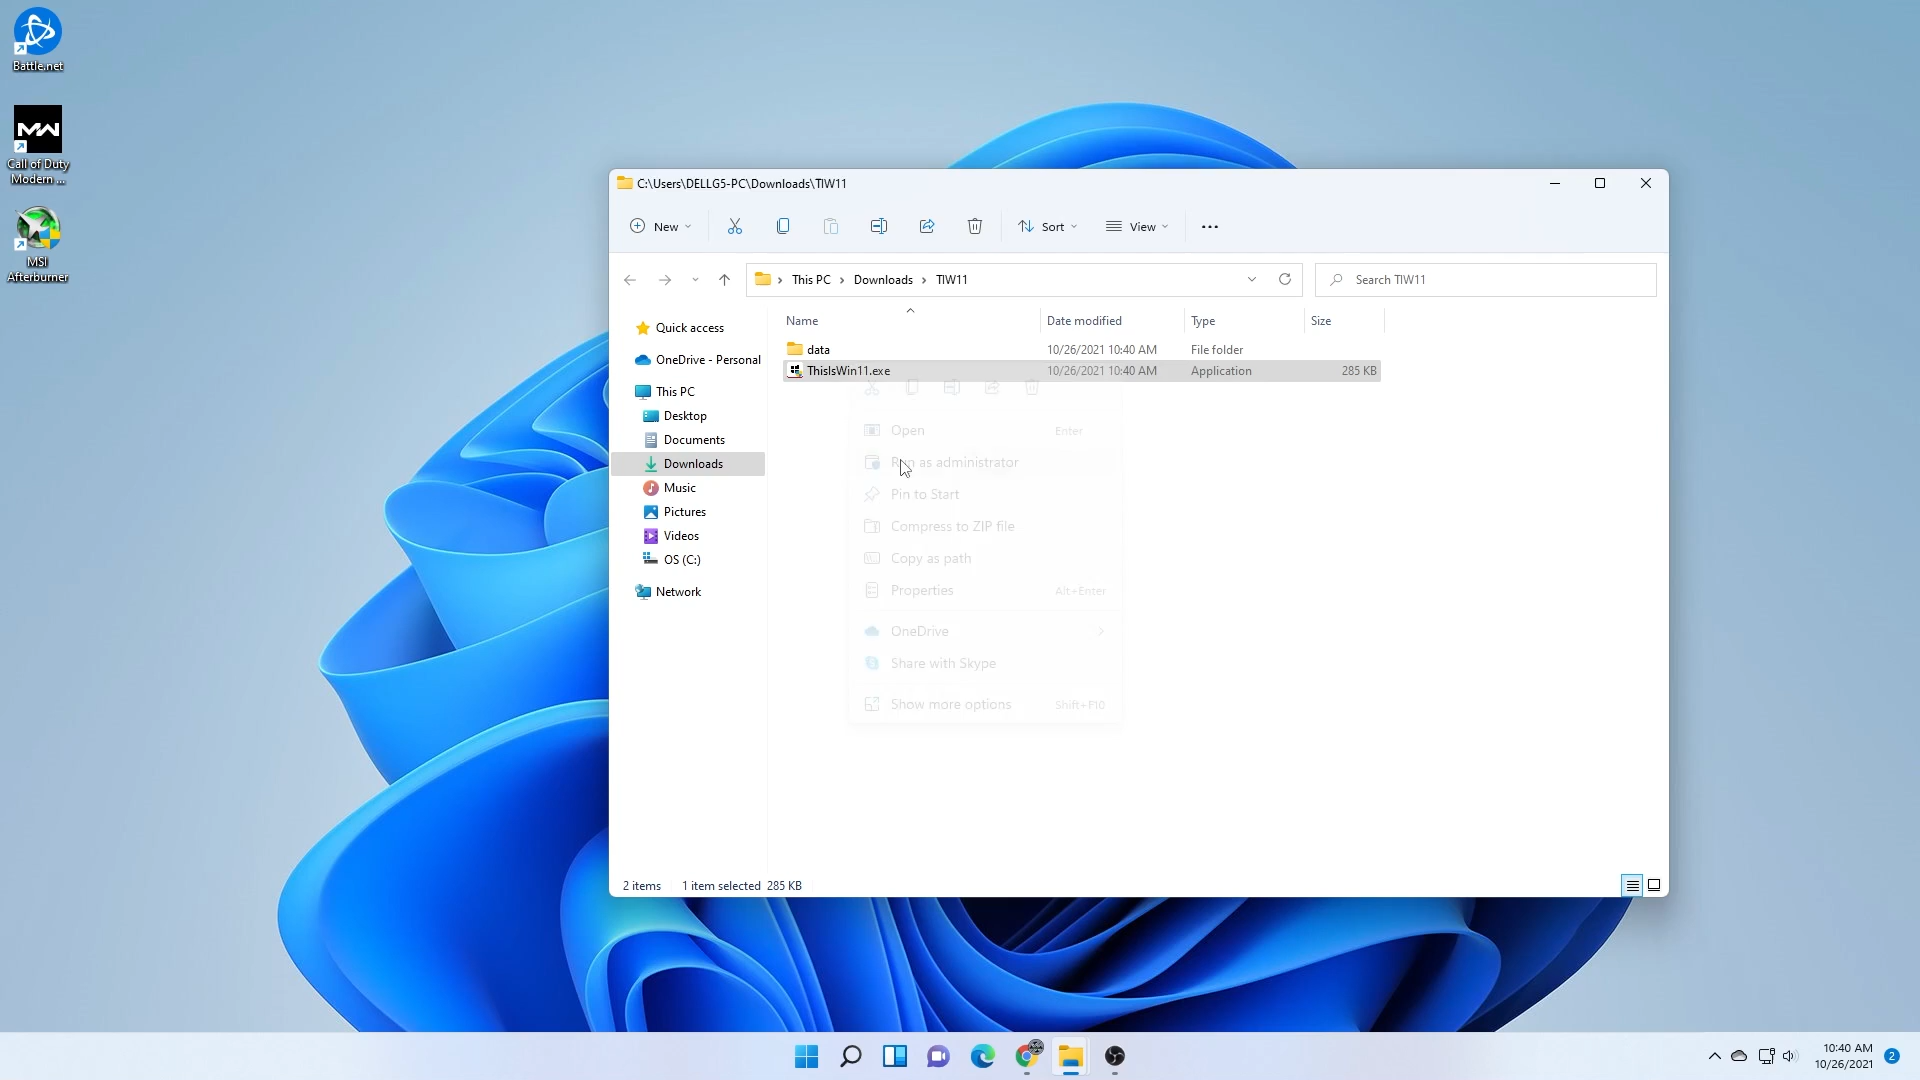 Battle.net
Call of Duty
Modern ...
MSI
Afterburner
C:\Users\DELLG5-PC\Downloads\TIW11
New
Sort
View
This PC
Downloads
TIW11
Search TIW11
Quick access
OneDrive - Personal
This PC
Desktop
Documents
Downloads
Music
Pictures
Videos
OS (C:)
Network
Name Date modified Type Size
data 10/26/2021 10:40 AM File folder
ThisIsWin11.exe 10/26/2021 10:40 AM Application 285 KB
Open Enter
Run as administrator
Pin to Start
Compress to ZIP file
Copy as path
Properties Alt+Enter
OneDrive
Share with Skype
Show more options Shift+F10
2 items 1 item selected 285 KB
10:40 AM
10/26/2021
2